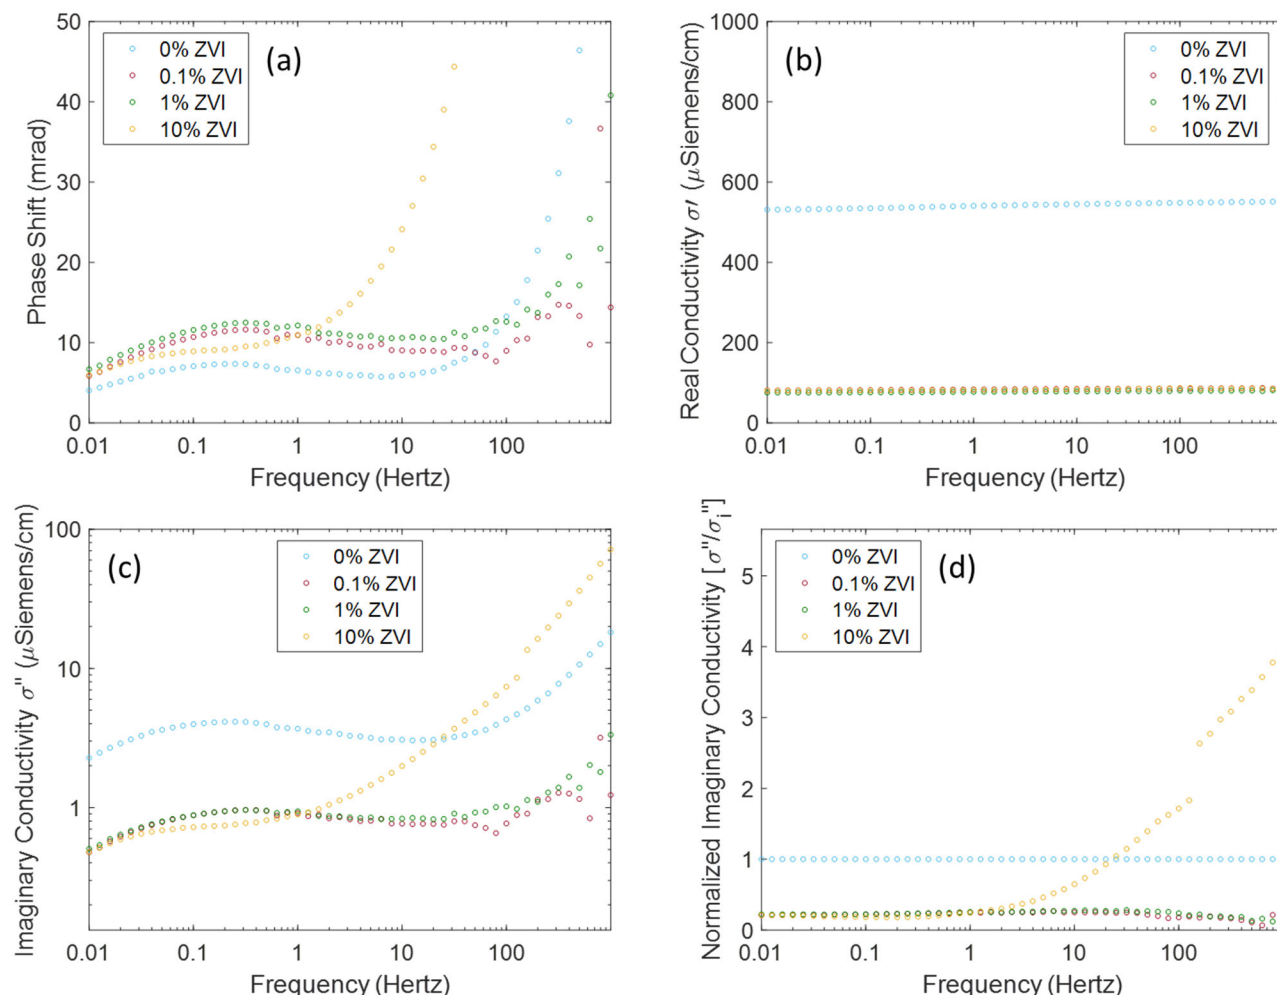 50
40
30
20
10
0
Phase Shift (mrad)
0% ZVI
0.1% ZVI
1% ZVI
10% ZVI
(a)
0.01
0.1
1
10
100
Frequency (Hertz)
1000
800
600
400
200
0
Real Conductivity σ′ (μSiemens/cm)
(b)
0% ZVI
0.1% ZVI
1% ZVI
10% ZVI
0.01
0.1
1
10
100
Frequency (Hertz)
100
10
1
Imaginary Conductivity σ" (μSiemens/cm)
(c)
0% ZVI
0.1% ZVI
1% ZVI
10% ZVI
0.01
0.1
1
10
100
Frequency (Hertz)
5
4
3
2
1
0
Normalized Imaginary Conductivity [σ"/σi"]
0% ZVI
0.1% ZVI
1% ZVI
10% ZVI
(d)
0.01
0.1
1
10
100
Frequency (Hertz)